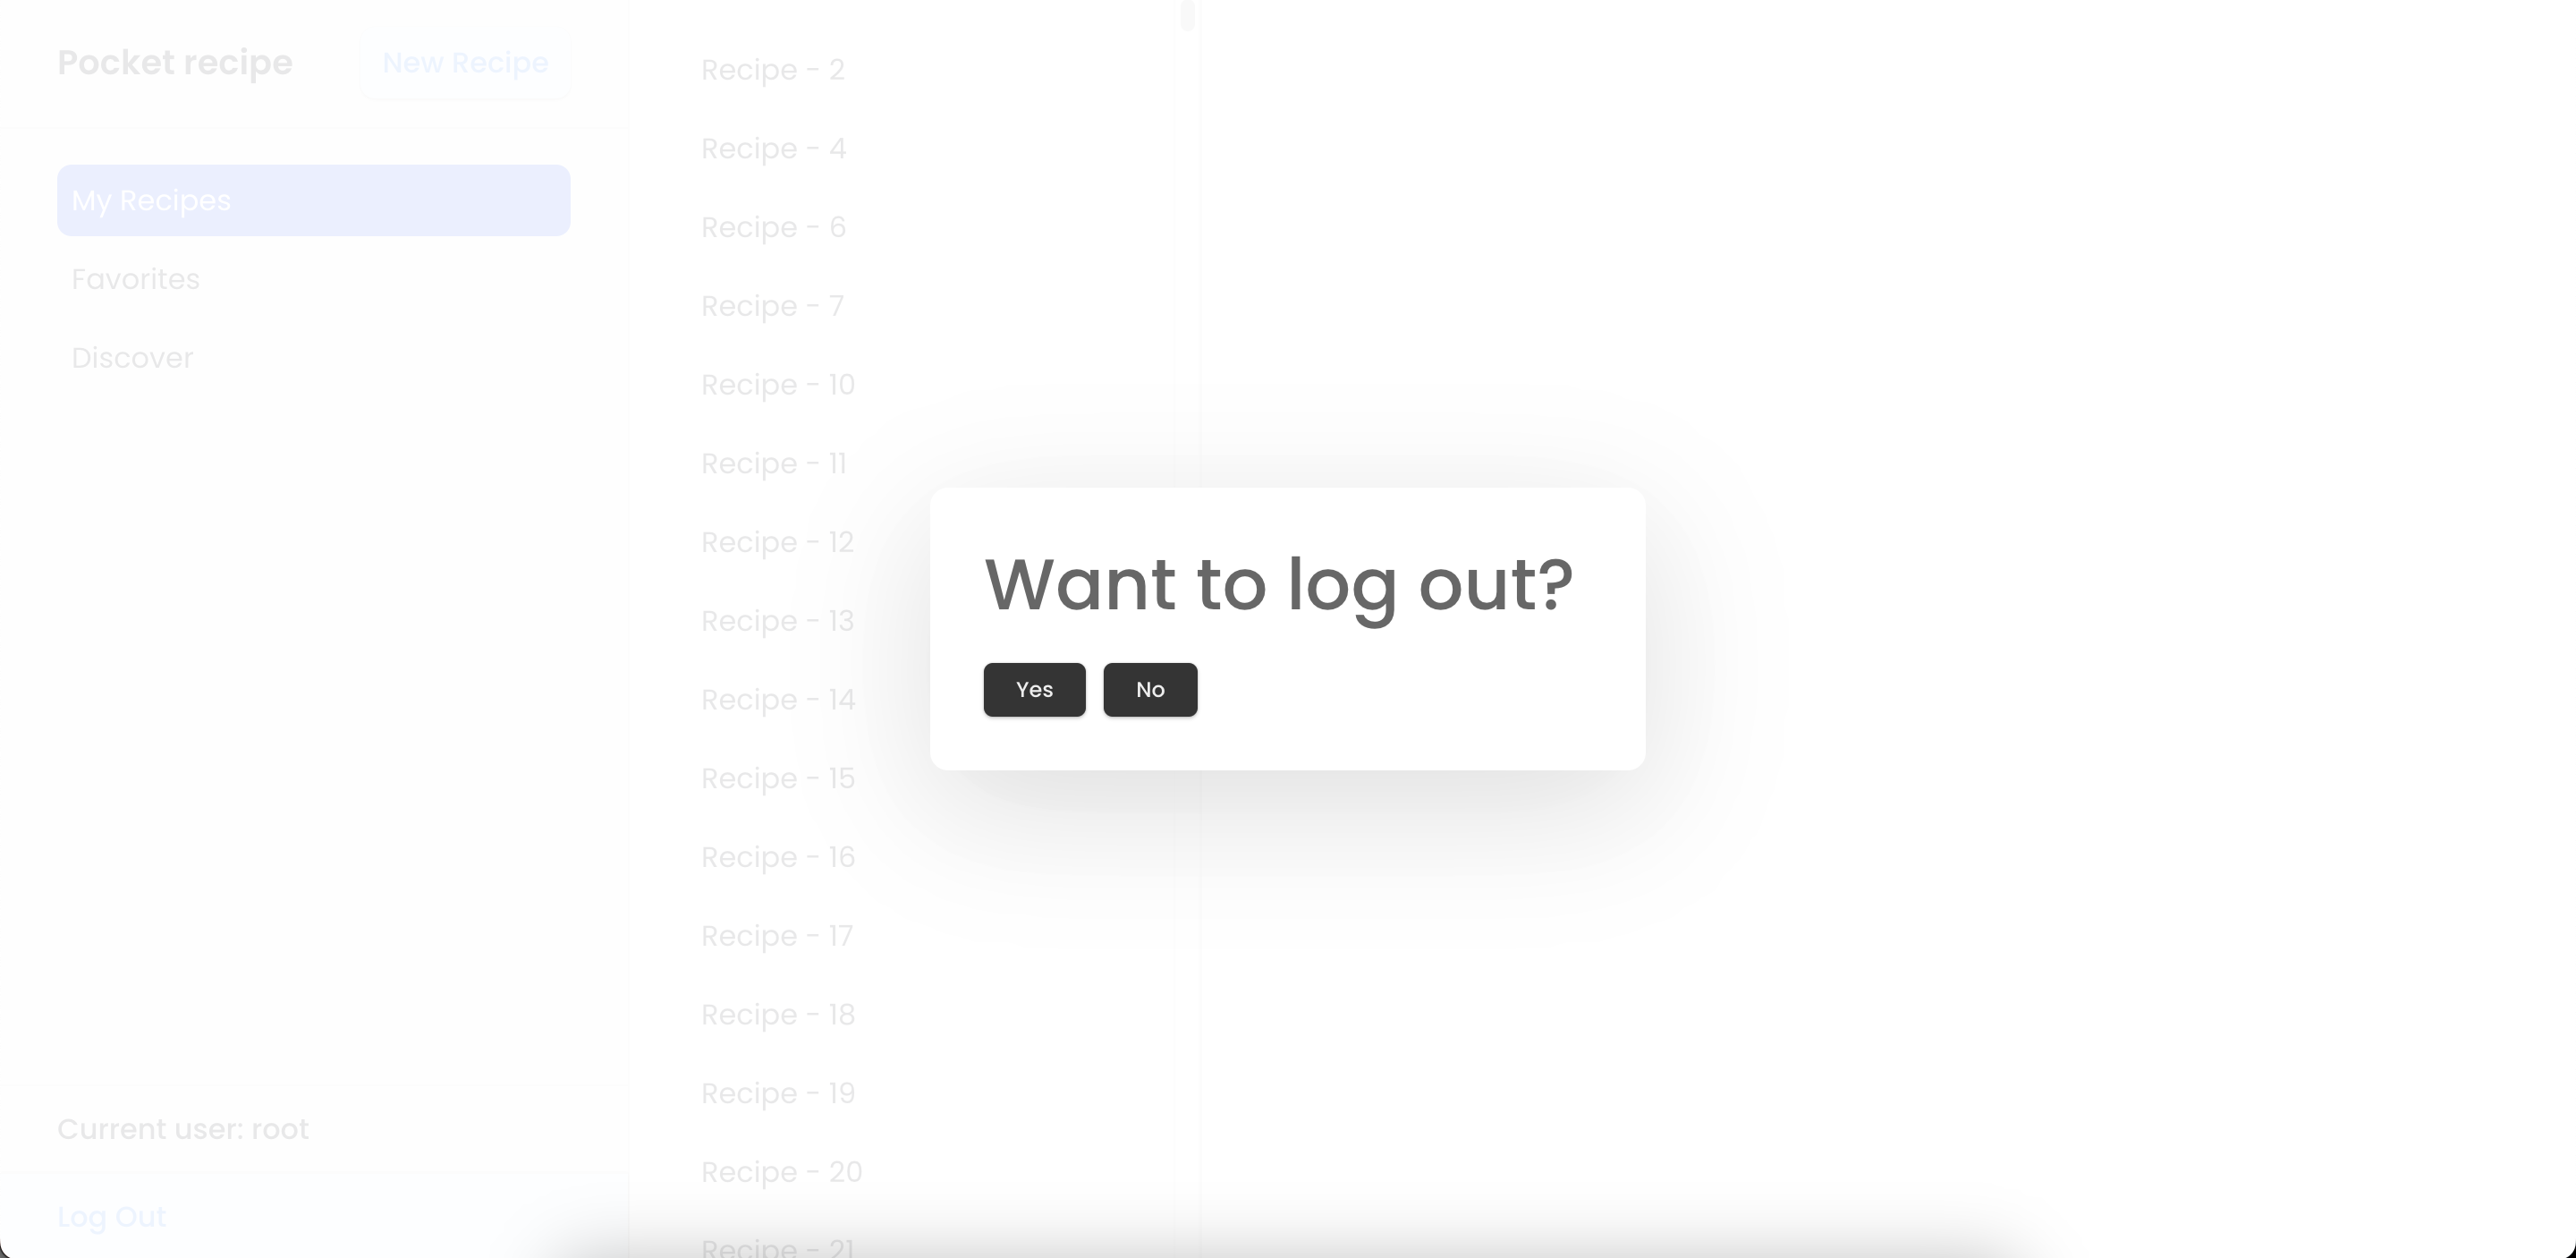 Pocket recipe
New Recipe
My Recipes
Favorites
Discover
Current user: root
Log Out
Recipe - 2
Recipe - 4
Recipe - 6
Recipe - 7
Recipe - 10
Recipe - 11
Recipe - 12
Recipe - 13
Recipe - 14
Recipe - 15
Recipe - 16
Recipe - 17
Recipe - 18
Recipe - 19
Recipe - 20
Recipe - 21
Want to log out?
Yes
No